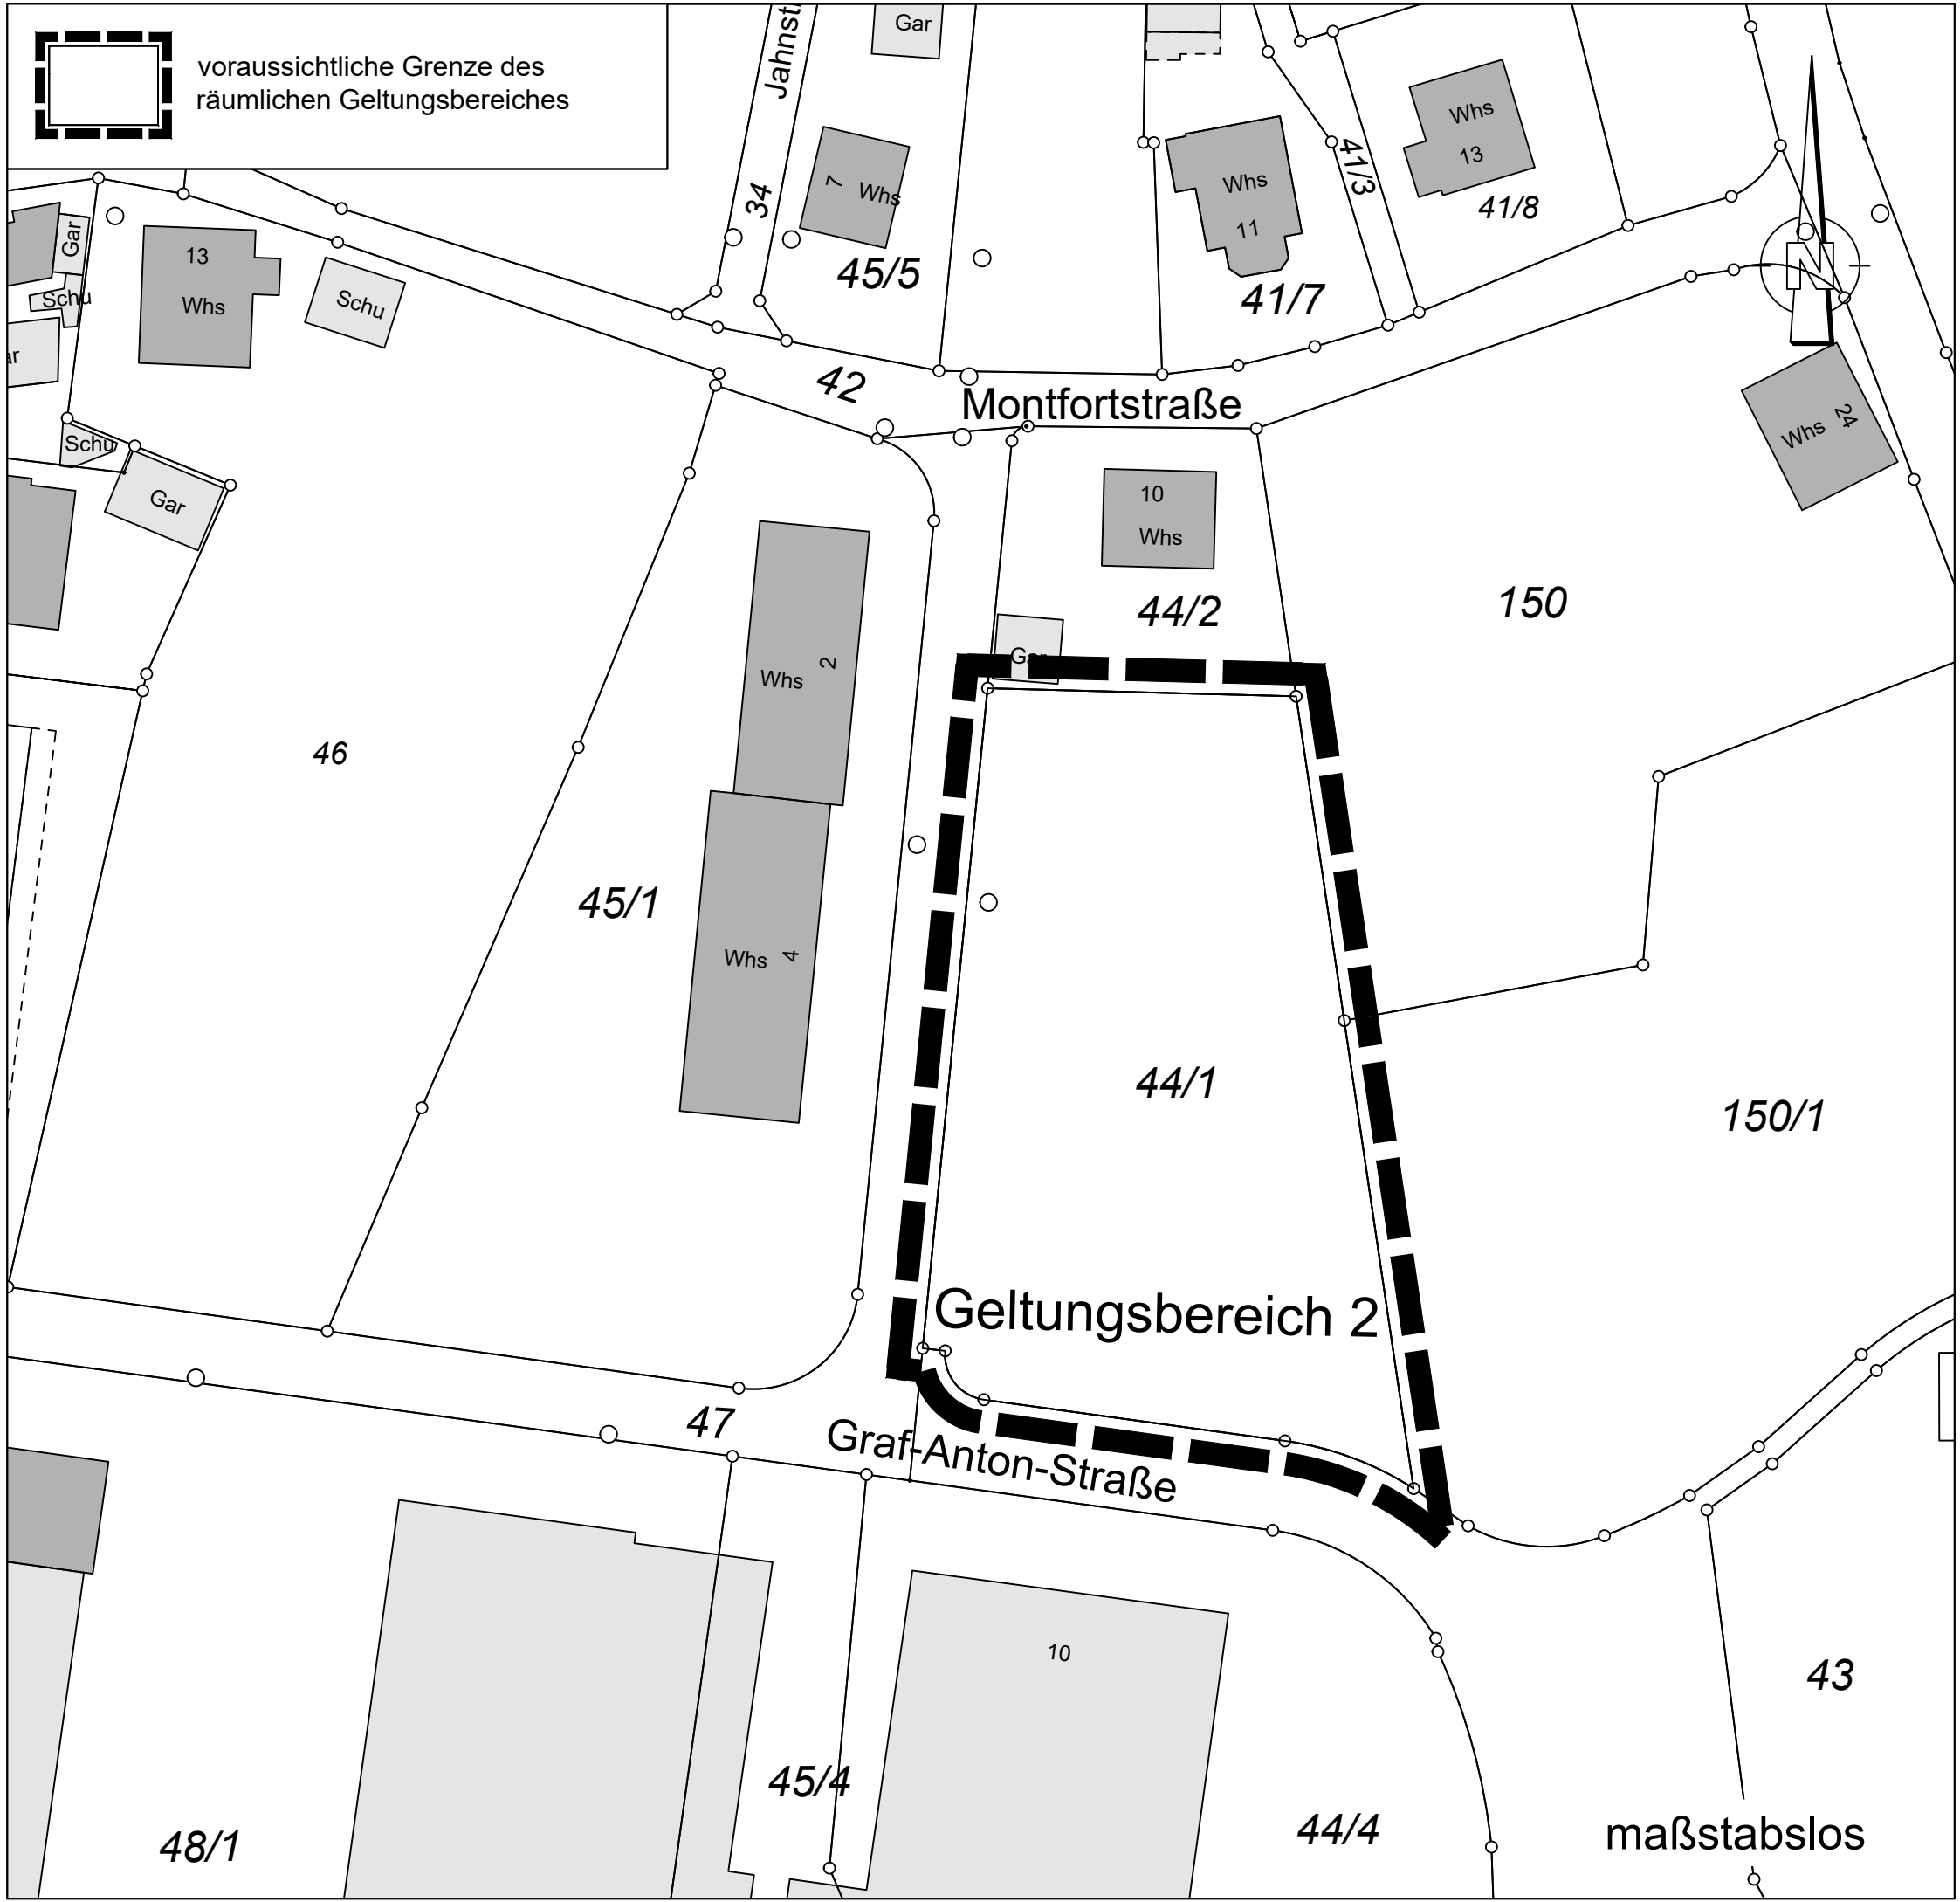 voraussichtliche Grenze des
räumlichen Geltungsbereiches
Gar
Whs
13
41/3
41/8
34
7
Whs
45/5
Whs
11
41/7
Gar
Schu
13
Whs
Schu
N
42
Montfortstraße
Whs
24
Schu
Gar
10
Whs
44/2
150
Gar
Whs
2
46
45/1
Whs
4
44/1
150/1
Geltungsbereich 2
47
Graf-Anton-Straße
10
43
45/4
48/1
44/4
maßstabslos